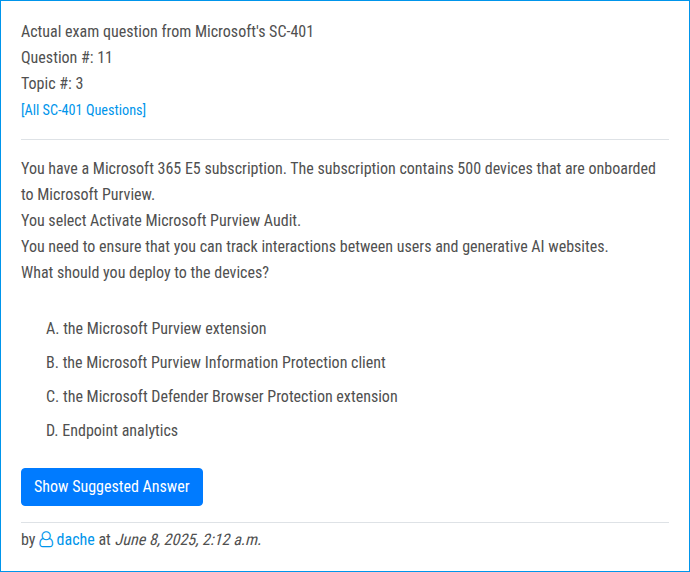 Actual exam question from Microsoft's SC-401
Question #: 11
Topic #: 3
[All SC-401 Questions]
You have a Microsoft 365 E5 subscription. The subscription contains 500 devices that are onboarded
to Microsoft Purview.
You select Activate Microsoft Purview Audit.
You need to ensure that you can track interactions between users and generative AI websites.
What should you deploy to the devices?
A. the Microsoft Purview extension
B. the Microsoft Purview Information Protection client
C. the Microsoft Defender Browser Protection extension
D. Endpoint analytics
Show Suggested Answer
by dache at June 8, 2025, 2:12 a.m.